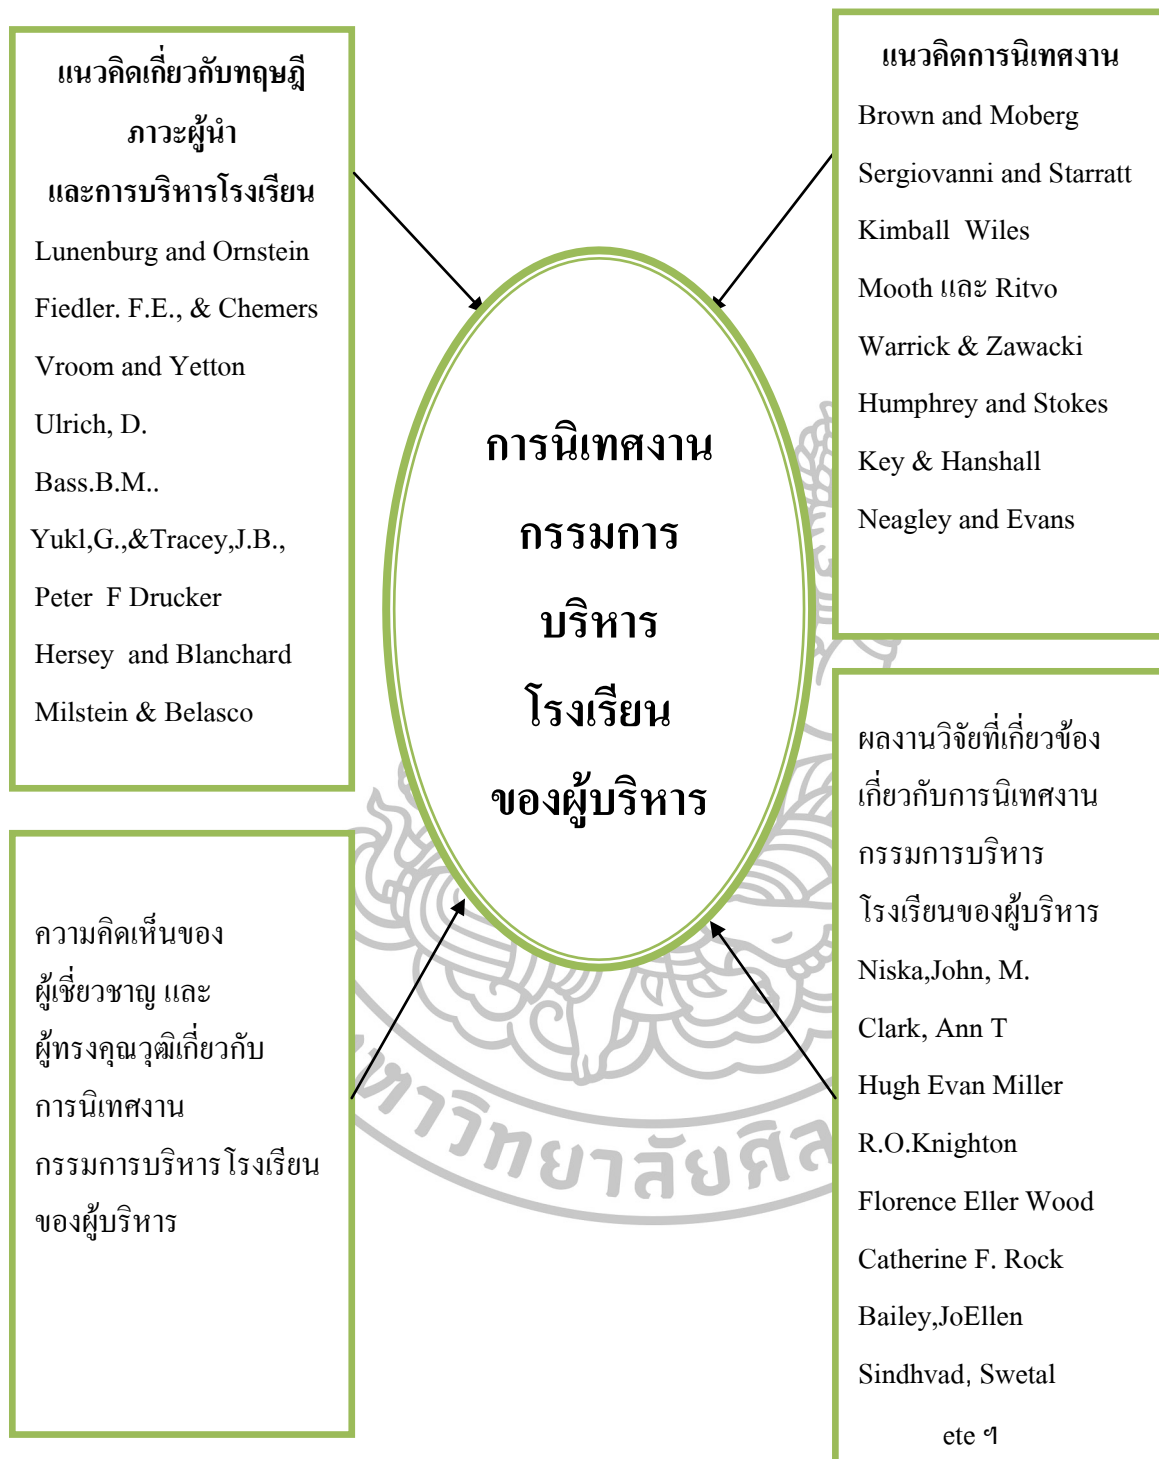 แนวคิดเกี่ยวกับทฤษฎี
ภาวะผู้นำ
และการบริหารโรงเรียน
Lunenburg and Ornstein
Fiedler. F.E., & Chemers
Vroom and Yetton
Ulrich, D.
Bass.B.M..
Yukl,G.,&Tracey,J.B.,
Peter F Drucker
Hersey and Blanchard
Milstein & Belasco
แนวคิดการนิเทศงาน
Brown and Moberg
Sergiovanni and Starratt
Kimball Wiles
Mooth และ Ritvo
Warrick & Zawacki
Humphrey and Stokes
Key & Hanshall
Neagley and Evans
การนิเทศงาน
กรรมการ
บริหาร
โรงเรียน
ของผู้บริหาร
ความคิดเห็นของ
ผู้เชี่ยวชาญ และ
ผู้ทรงคุณวุฒิเกี่ยวกับ
การนิเทศงาน
กรรมการบริหารโรงเรียน
ของผู้บริหาร
ผลงานวิจัยที่เกี่ยวข้อง
เกี่ยวกับการนิเทศงาน
กรรมการบริหาร
โรงเรียนของผู้บริหาร
Niska,John, M.
Clark, Ann T
Hugh Evan Miller
R.O.Knighton
Florence Eller Wood
Catherine F. Rock
Bailey,JoEllen
Sindhvad, Swetal
ete ฯ